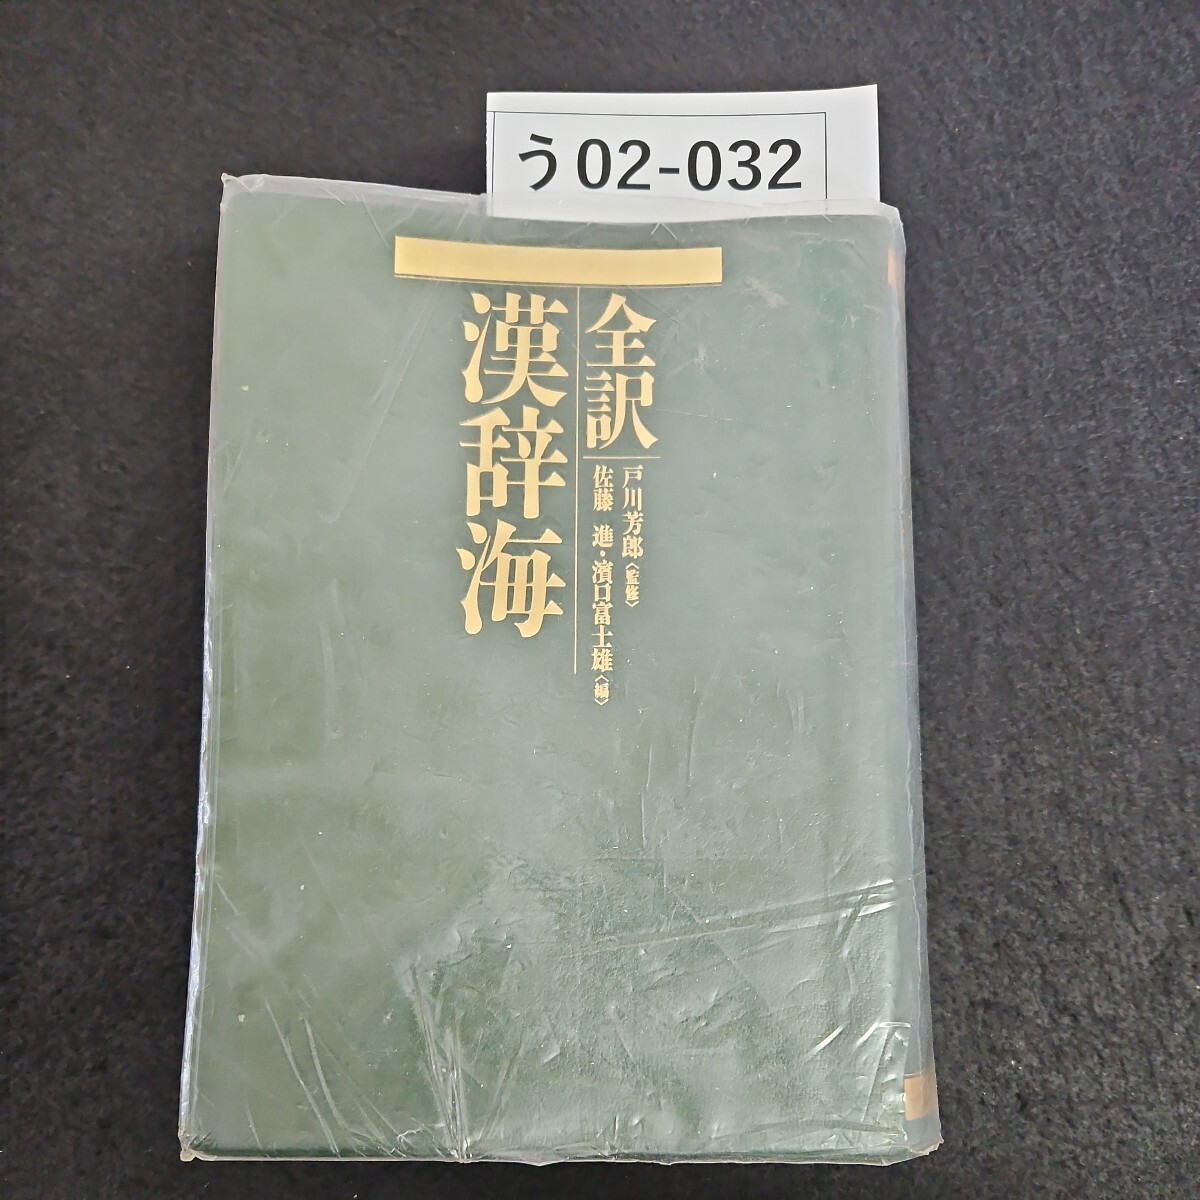 う02-032
全訳
漢辞海
戸川芳郎〈監修〉
佐藤 進・濱口富士雄〈編〉